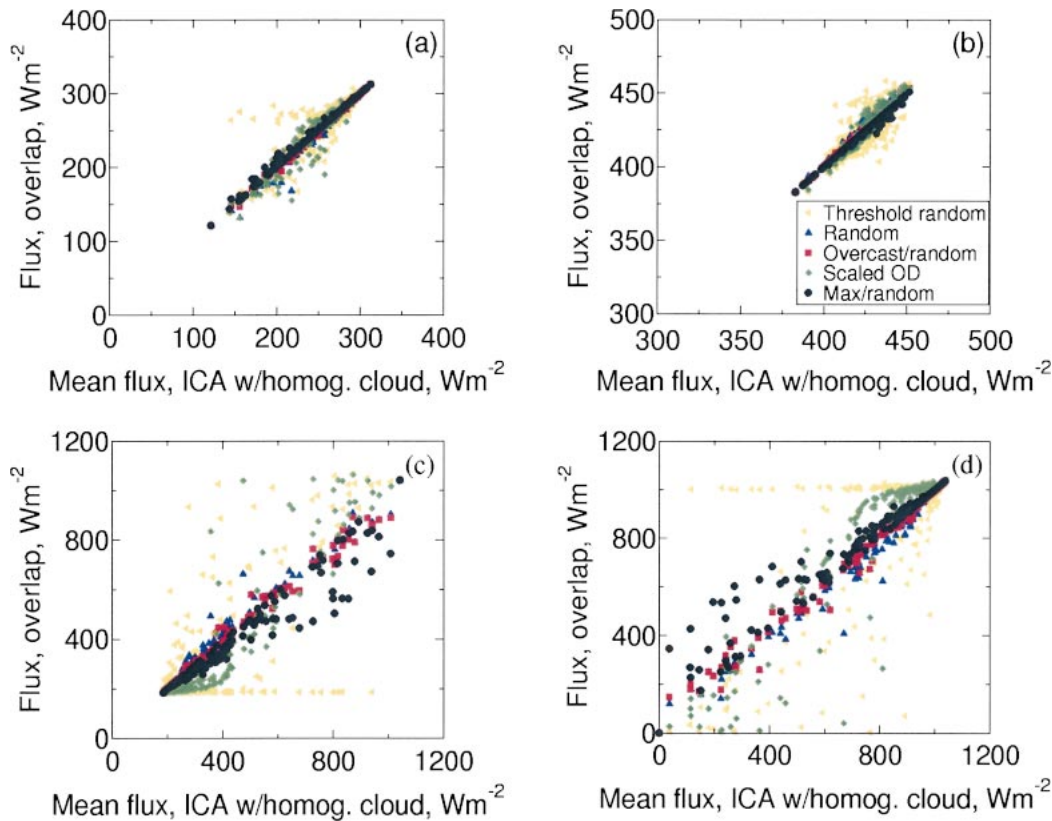 400
300
200
100
0
0
100
200
300
400
(a)
Flux, overlap, Wm-2
Mean flux, ICA w/homog. cloud, Wm-2
500
450
400
350
300
300
350
400
450
500
(b)
Flux, overlap, Wm-2
Threshold random
Random
Overcast/random
Scaled OD
Max/random
Mean flux, ICA w/homog. cloud, Wm-2
1200
800
400
0
0
400
800
1200
(c)
Flux, overlap, Wm-2
Mean flux, ICA w/homog. cloud, Wm-2
1200
800
400
0
0
400
800
1200
(d)
Flux, overlap, Wm-2
Mean flux, ICA w/homog. cloud, Wm-2